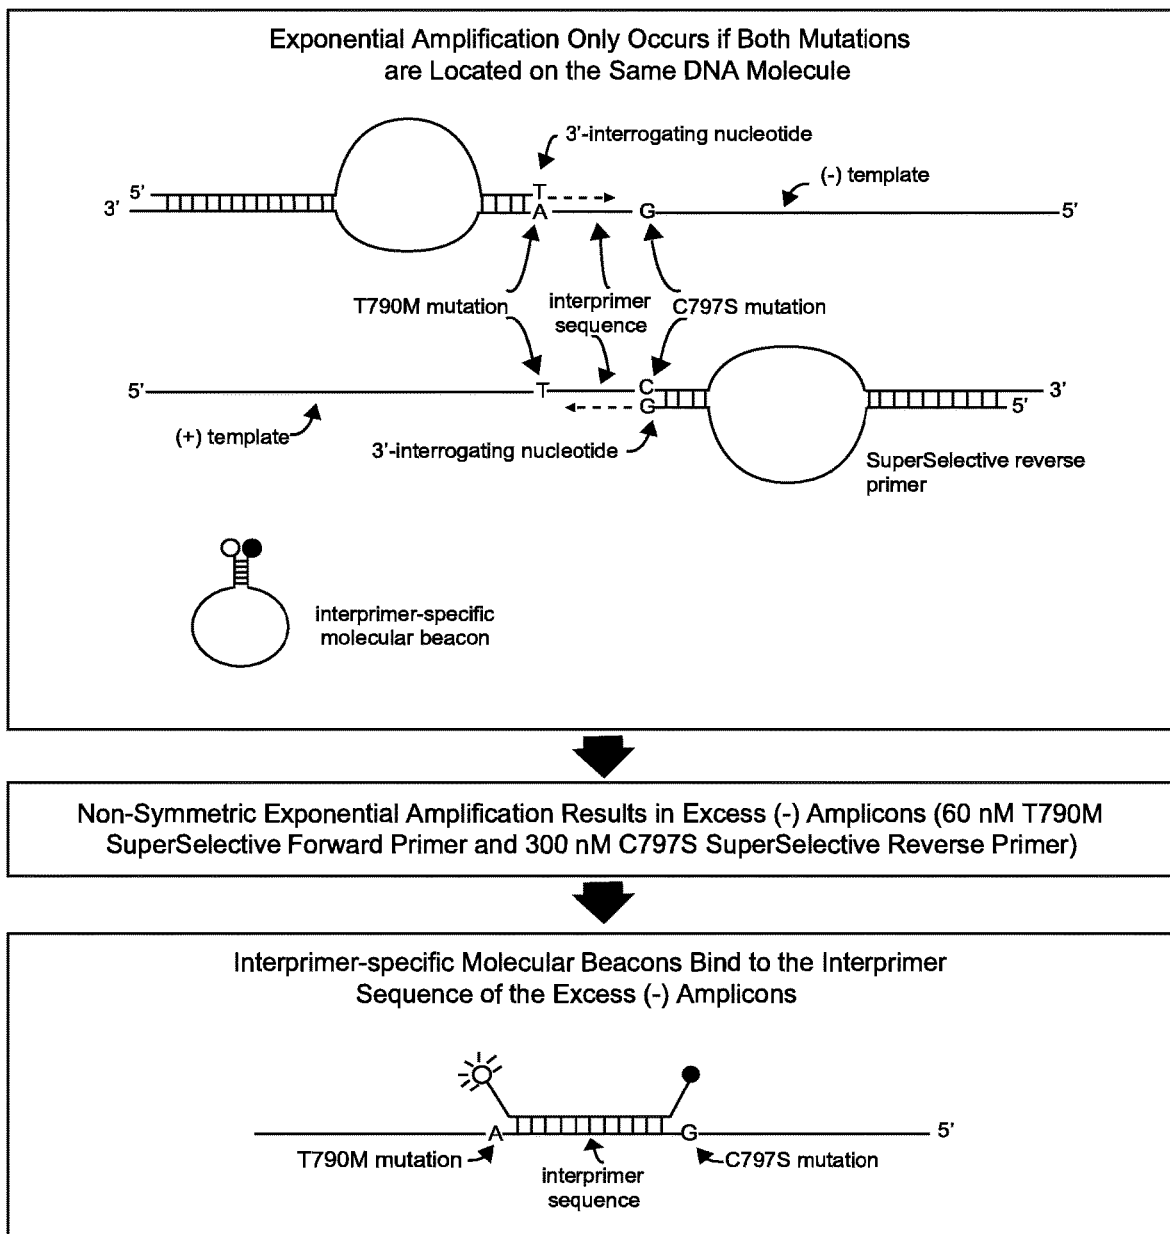 Exponential Amplification Only Occurs if Both Mutations
are Located on the Same DNA Molecule
3'-interrogating nucleotide
(-) template
5'
T
3'
A
G
5'
T790M mutation
interprimer
sequence
C797S mutation
5'
T
C
3'
G
5'
(+) template
3'-interrogating nucleotide
SuperSelective reverse
primer
interprimer-specific
molecular beacon
Non-Symmetric Exponential Amplification Results in Excess (-) Amplicons (60 nM T790M
SuperSelective Forward Primer and 300 nM C797S SuperSelective Reverse Primer)
Interprimer-specific Molecular Beacons Bind to the Interprimer
Sequence of the Excess (-) Amplicons
A
G
5'
T790M mutation
interprimer
sequence
C797S mutation